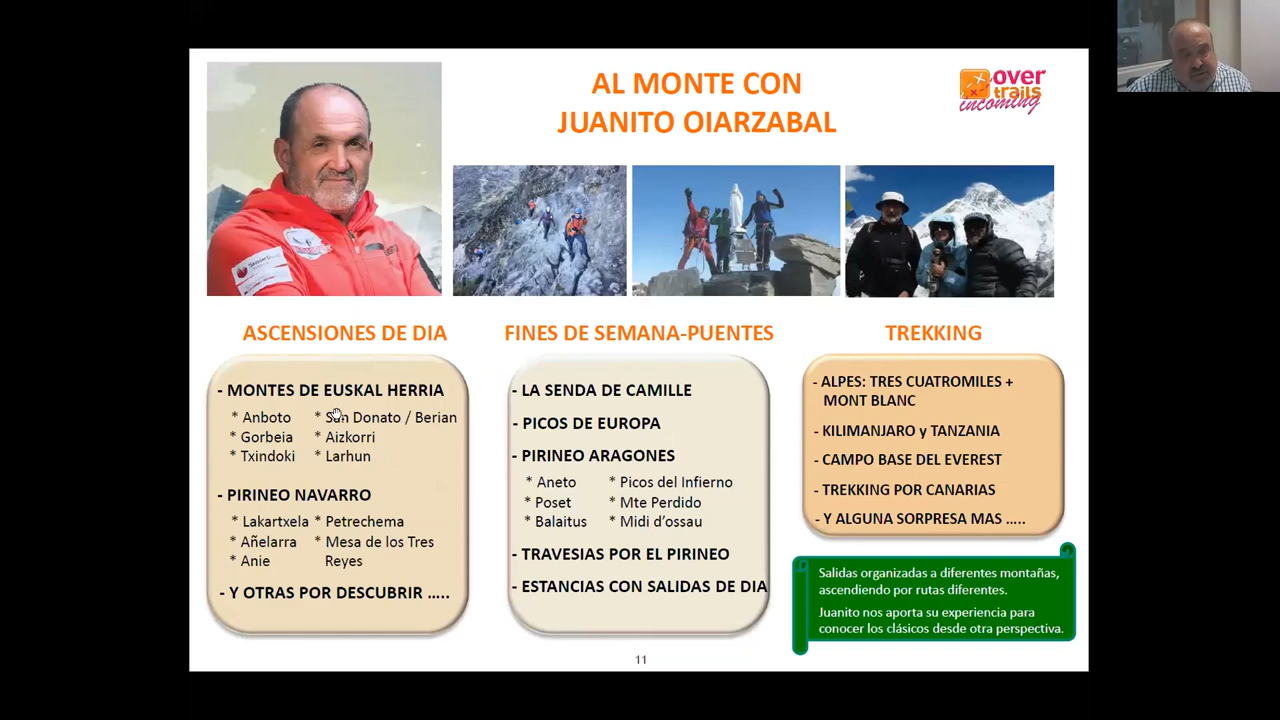 AL MONTE CON
JUANITO OIARZABAL
over
trails
incoming
ASCENSIONES DE DIA
- MONTES DE EUSKAL HERRIA
* Anboto * San Donato / Berian
* Gorbeia * Aizkorri
* Txindoki * Larhun
- PIRINEO NAVARRO
* Lakartxela * Petrechema
* Añelarra * Mesa de los Tres
* Anie Reyes
- Y OTRAS POR DESCUBRIR .....
FINES DE SEMANA-PUENTES
- LA SENDA DE CAMILLE
- PICOS DE EUROPA
- PIRINEO ARAGONES
* Aneto * Picos del Infierno
* Poset * Mte Perdido
* Balaitus * Midi d’ossau
- TRAVESIAS POR EL PIRINEO
- ESTANCIAS CON SALIDAS DE DIA
TREKKING
- ALPES: TRES CUATROMILES +
MONT BLANC
- KILIMANJARO y TANZANIA
- CAMPO BASE DEL EVEREST
- TREKKING POR CANARIAS
- Y ALGUNA SORPRESA MAS .....
Salidas organizadas a diferentes montañas,
ascendiendo por rutas diferentes.
Juanito nos aporta su experiencia para
conocer los clásicos desde otra perspectiva.
11